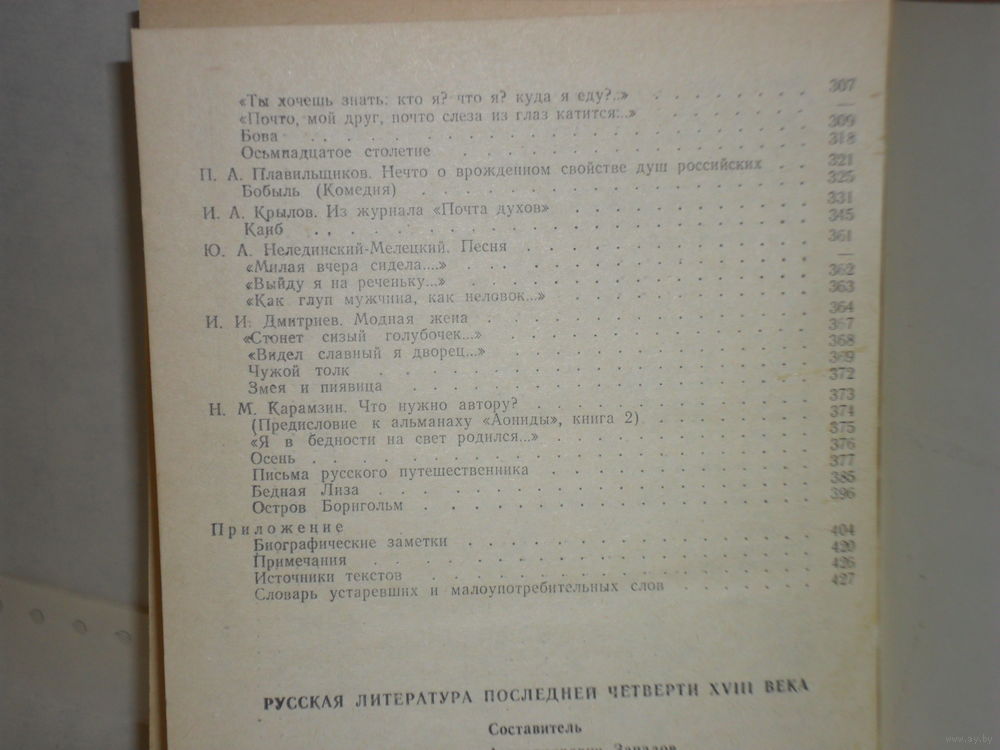 «Ты хочешь знать: кто я? что я? куда я еду?..» . . . . . . . 307
«Почто, мой друг, почто слеза из глаз катится...» . . . . . . —
Бова . . . . . . . . . . . . . . . . 309
Осьмнадцатое столетие . . . . . . . . . . . . 318
П. А. Плавильщиков. Нечто о врожденном свойстве душ российских . . 321
Бобыль (Комедия) . . . . . . . . . . . . . 325
И. А. Крылов. Из журнала «Почта духов» . . . . . . . . 331
Каиб . . . . . . . . . . . . . . . . 345
Ю. А. Нелединский-Мелецкий. Песня . . . . . . . . . . 361
«Милая вчера сидела....» . . . . . . . . . . . —
«Выйду я на реченьку...» . . . . . . . . . . . 362
«Как глуп мужчина, как неловок...» . . . . . . . . 363
И. И. Дмитриев. Модная жена . . . . . . . . . . . 364
«Стонет сизый голубочек...» . . . . . . . . . . 367
«Видел славный я дворец...» . . . . . . . . . . 368
Чужой толк . . . . . . . . . . . . . . 369
Змея и пиявица . . . . . . . . . . . . . 372
Н. М. Карамзин. Что нужно автору? . . . . . . . . . 373
(Предисловие к альманаху «Аониды», книга 2) . . . . . . 374
«Я в бедности на свет родился...» . . . . . . . . 375
Осень . . . . . . . . . . . . . . . 376
Письма русского путешественника . . . . . . . . . 377
Бедная Лиза . . . . . . . . . . . . . . 385
Остров Боригольм . . . . . . . . . . . . . 396
Приложение
Биографические заметки . . . . . . . . . . . 404
Примечания . . . . . . . . . . . . . . 420
Источники текстов . . . . . . . . . . . . . 426
Словарь устаревших и малоупотребительных слов . . . . . . 427
РУССКАЯ ЛИТЕРАТУРА ПОСЛЕДНЕЙ ЧЕТВЕРТИ XVIII ВЕКА
Составитель
Западов
www.ay.by